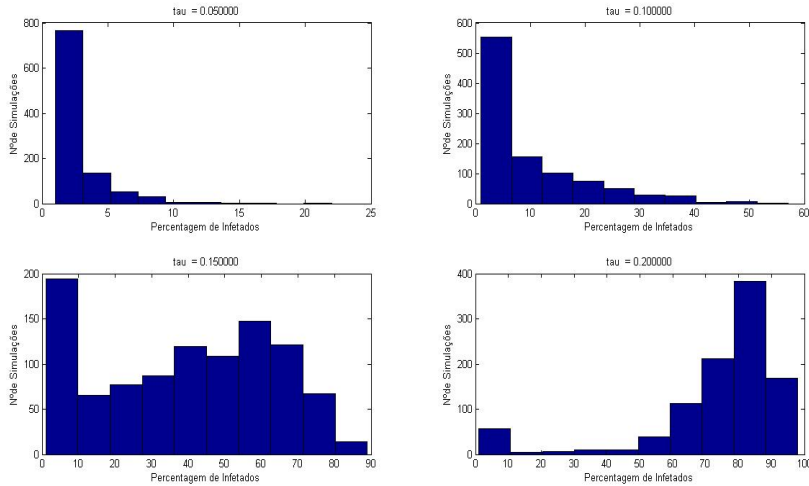 tau = 0.050000
800
600
400
200
0
Nºde Simulações
0 5 10 15 20 25
Percentagem de Infetados
tau = 0.100000
600
500
400
300
200
100
0
Nºde Simulações
0 10 20 30 40 50 60
Percentagem de Infetados
tau = 0.150000
200
150
100
50
0
Nºde Simulações
0 10 20 30 40 50 60 70 80 90
Percentagem de Infetados
tau = 0.200000
400
300
200
100
0
Nºde Simulações
0 10 20 30 40 50 60 70 80 90 100
Percentagem de Infetados